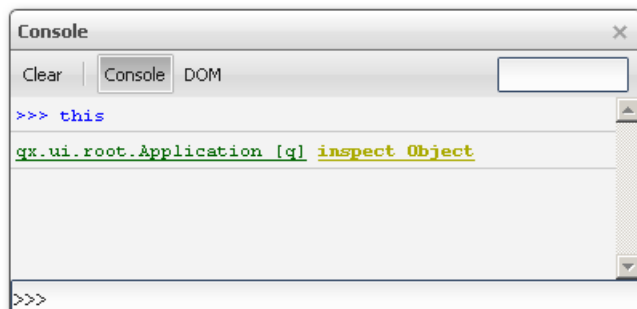 Console
Clear Console DOM
>>> this
qx.ui.root.Application [q] inspect Object
>>>